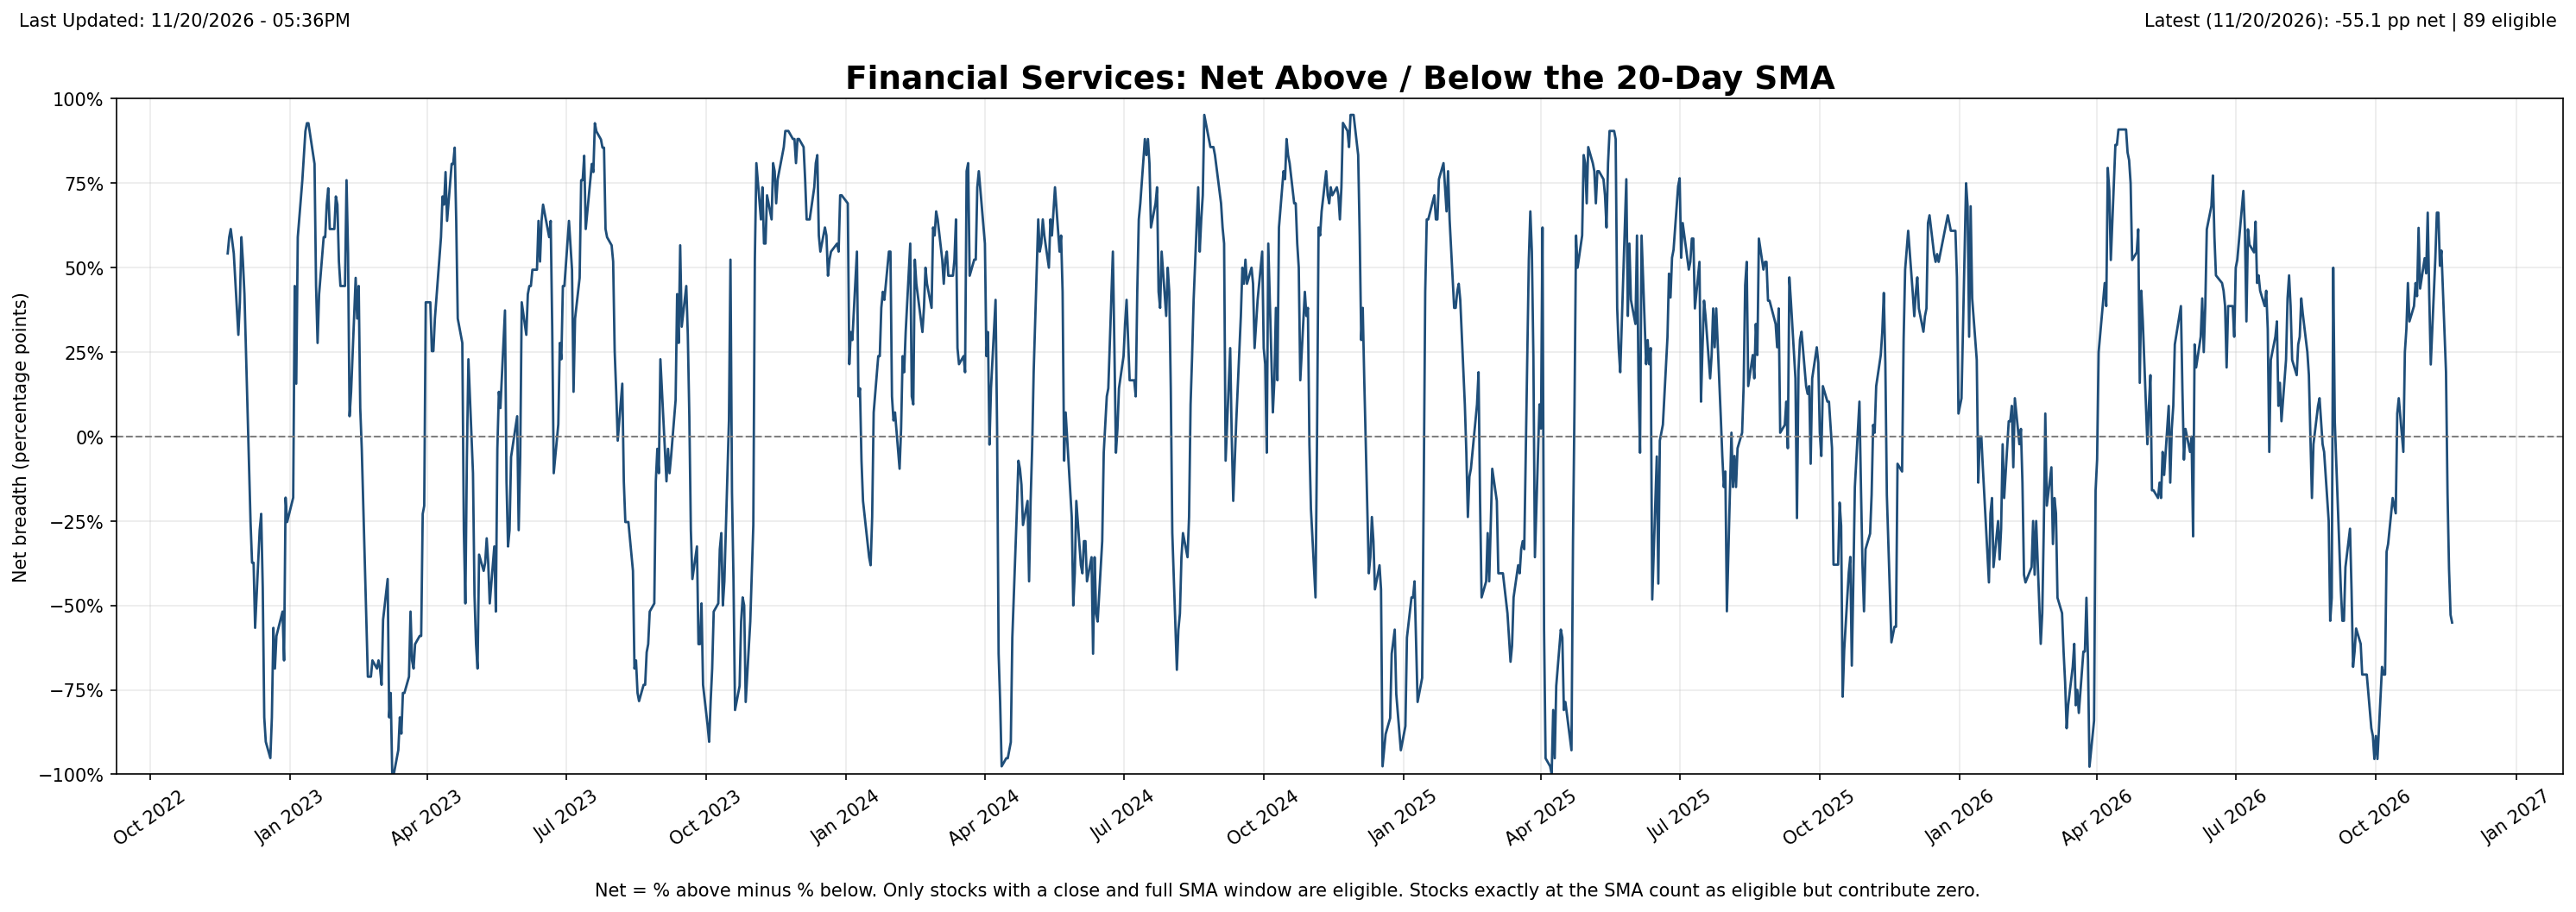 Last Updated: 11/20/2026 - 05:36PM
Latest (11/20/2026): -55.1 pp net | 89 eligible
Financial Services: Net Above / Below the 20-Day SMA
Net breadth (percentage points)
100%
75%
50%
25%
0%
−25%
−50%
−75%
−100%
Oct 2022
Jan 2023
Apr 2023
Jul 2023
Oct 2023
Jan 2024
Apr 2024
Jul 2024
Oct 2024
Jan 2025
Apr 2025
Jul 2025
Oct 2025
Jan 2026
Apr 2026
Jul 2026
Oct 2026
Jan 2027
Net = % above minus % below. Only stocks with a close and full SMA window are eligible. Stocks exactly at the SMA count as eligible but contribute zero.